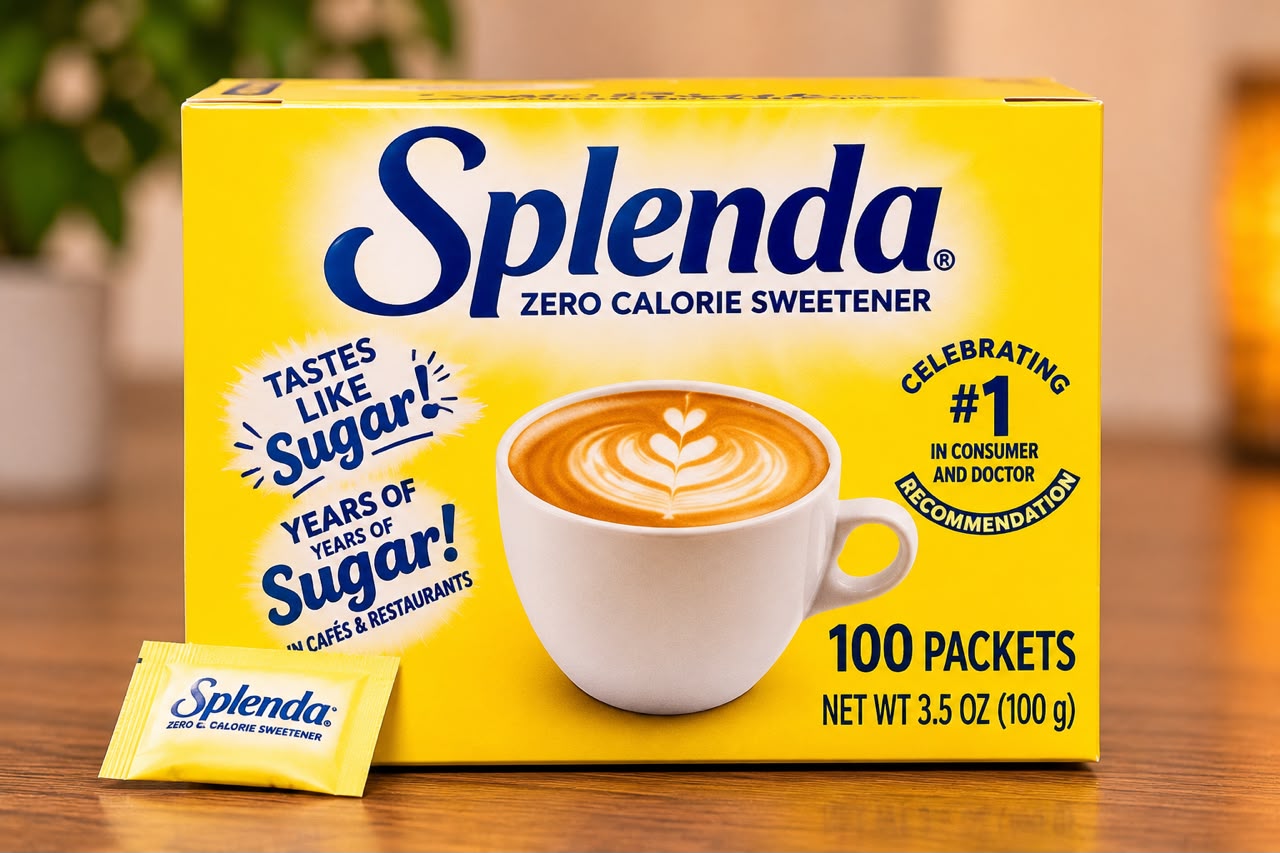 Splenda®
ZERO CALORIE SWEETENER
TASTES
LIKE
Sugar!
YEARS OF
YEARS OF
Sugar!
IN CAFÉS & RESTAURANTS
CELEBRATING
#1
IN CONSUMER
AND DOCTOR
RECOMMENDATION
100 PACKETS
NET WT 3.5 OZ (100 g)
Splenda®
ZERO C. CALORIE SWEETENER